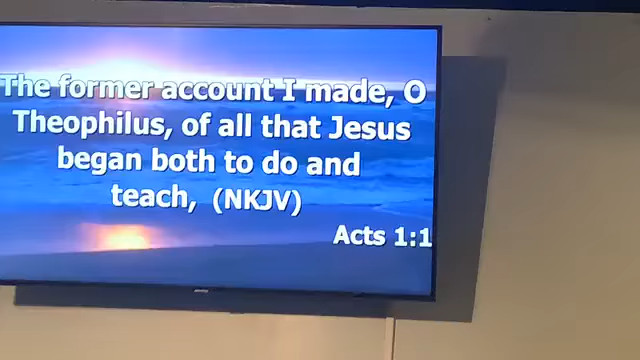 The former account I made, O
Theophilus, of all that Jesus
began both to do and
teach, (NKJV)
Acts 1:1